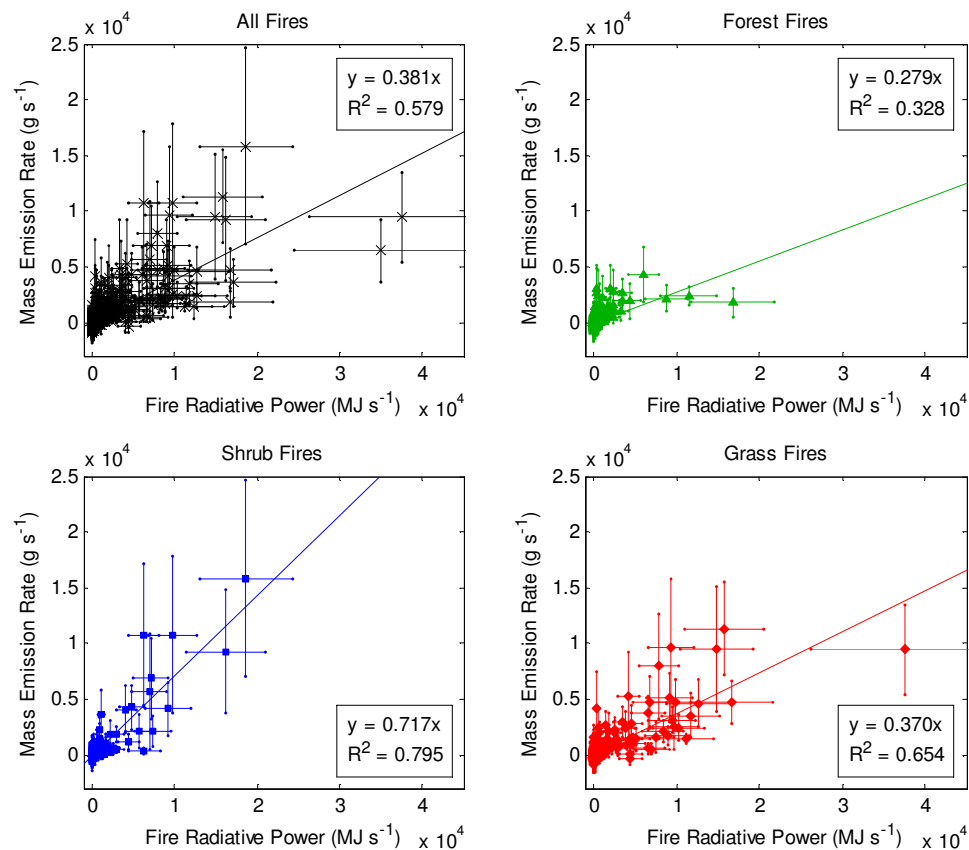 All Fires
x 10^4
2.5
2
1.5
1
0.5
0
Mass Emission Rate (g s^-1)
y = 0.381x
R^2 = 0.579
0 1 2 3 4
Fire Radiative Power (MJ s^-1) x 10^4
Forest Fires
x 10^4
2.5
2
1.5
1
0.5
0
Mass Emission Rate (g s^-1)
y = 0.279x
R^2 = 0.328
0 1 2 3 4
Fire Radiative Power (MJ s^-1) x 10^4
Shrub Fires
x 10^4
2.5
2
1.5
1
0.5
0
Mass Emission Rate (g s^-1)
y = 0.717x
R^2 = 0.795
0 1 2 3 4
Fire Radiative Power (MJ s^-1) x 10^4
Grass Fires
x 10^4
2.5
2
1.5
1
0.5
0
Mass Emission Rate (g s^-1)
y = 0.370x
R^2 = 0.654
0 1 2 3 4
Fire Radiative Power (MJ s^-1) x 10^4